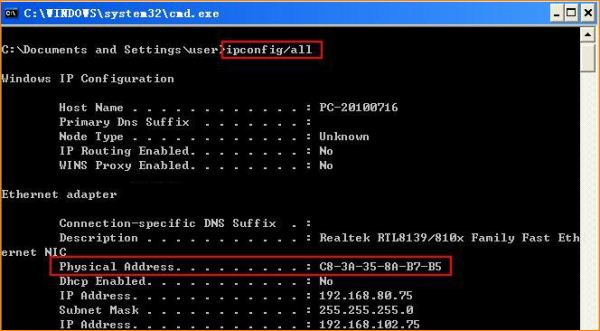 C:\WINDOWS\system32\cmd.exe
C:\Documents and Settings\user>ipconfig/all
Windows IP Configuration
Host Name . . . . . . . . . . . . : PC-20100716
Primary Dns Suffix . . . . . . . :
Node Type . . . . . . . . . . . . : Unknown
IP Routing Enabled. . . . . . . . : No
WINS Proxy Enabled. . . . . . . . : No
Ethernet adapter
Connection-specific DNS Suffix . :
Description . . . . . . . . . . . : Realtek RTL8139/810x Family Fast Eth
ernet NIC
Physical Address. . . . . . . . . : C8-3A-35-8A-B7-B5
Dhcp Enabled. . . . . . . . . . . : No
IP Address. . . . . . . . . . . . : 192.168.80.75
Subnet Mask . . . . . . . . . . . : 255.255.255.0
IP Address. . . . . . . . . . . . : 192.168.102.75